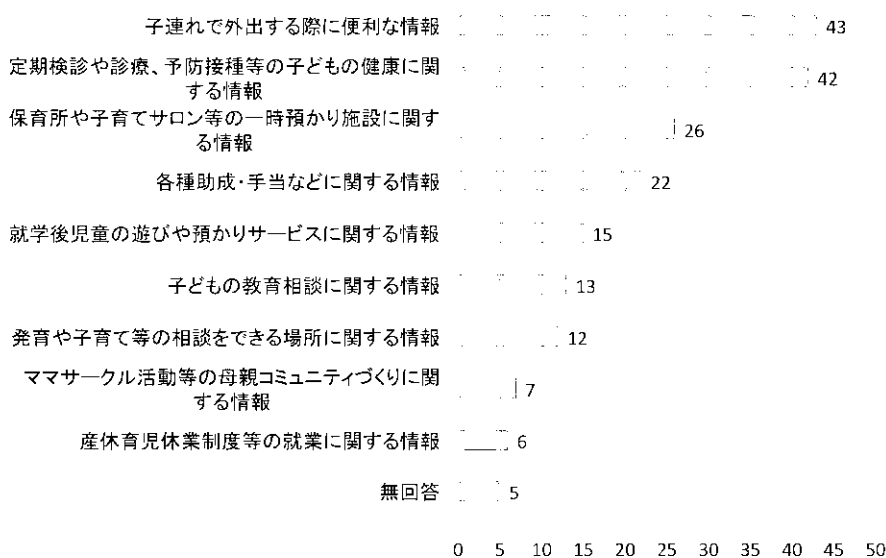 子連れで外出する際に便利な情報 43
定期検診や診療、予防接種等の子どもの健康に関
する情報 42
保育所や子育てサロン等の一時預かり施設に関す
る情報 26
各種助成・手当などに関する情報 22
就学後児童の遊びや預かりサービスに関する情報 15
子どもの教育相談に関する情報 13
発育や子育て等の相談をできる場所に関する情報 12
ママサークル活動等の母親コミュニティづくりに関
する情報 7
産休育児休業制度等の就業に関する情報 6
無回答 5
0 5 10 15 20 25 30 35 40 45 50